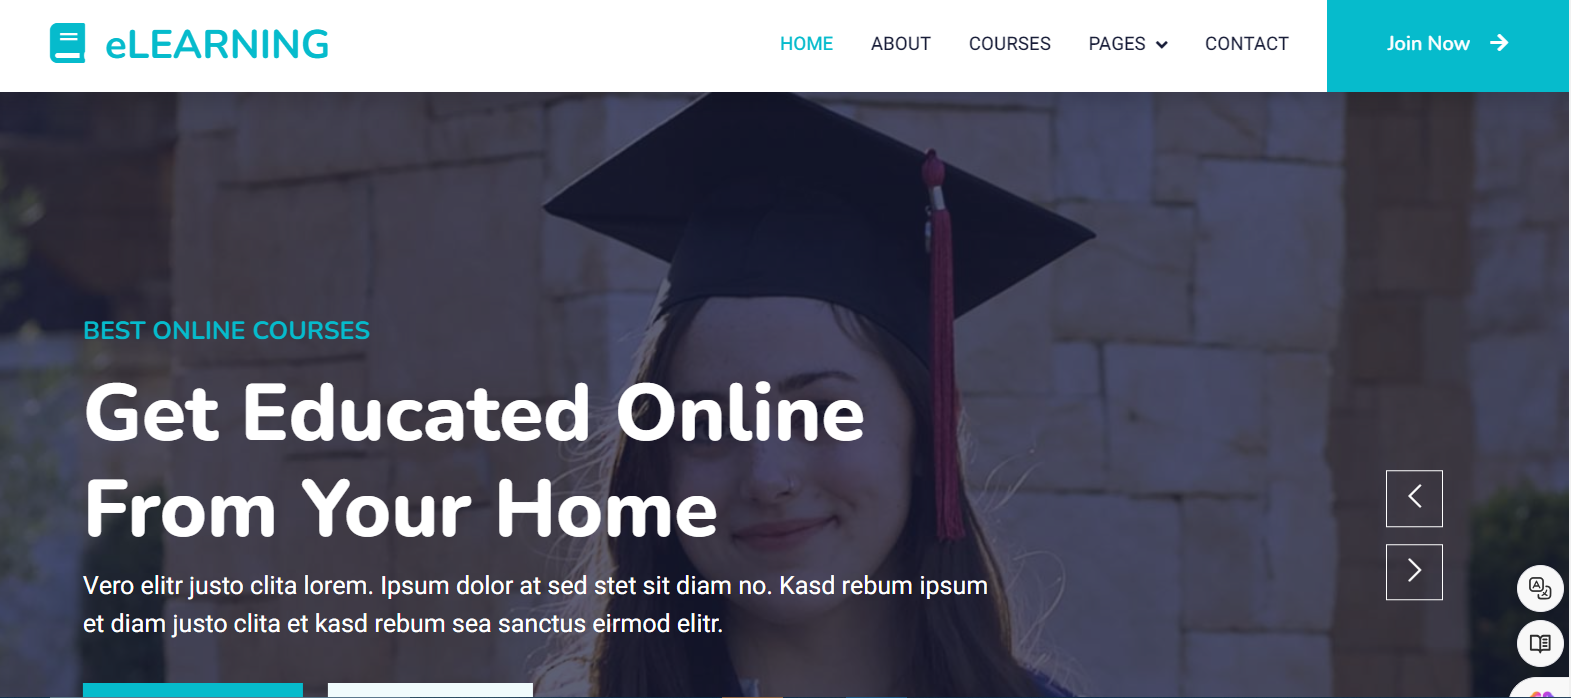 eLEARNING
HOME ABOUT COURSES PAGES CONTACT Join Now
BEST ONLINE COURSES
Get Educated Online
From Your Home
Vero elitr justo clita lorem. Ipsum dolor at sed stet sit diam no. Kasd rebum ipsum
et diam justo clita et kasd rebum sea sanctus eirmod elitr.